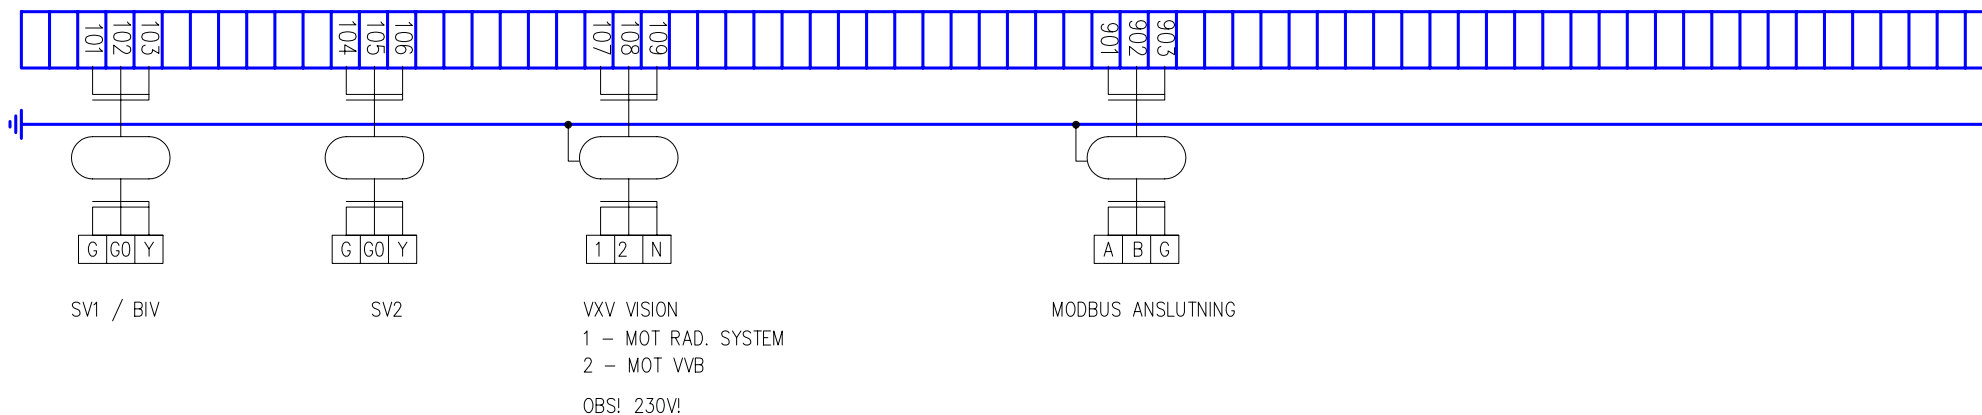 101 102 103 104 105 106 107 108 109 901 902 903
G G0 Y G G0 Y 1 2 N A B G
SV1 / BIV SV2 VXV VISION MODBUS ANSLUTNING
1 - MOT RAD. SYSTEM
2 - MOT VVB
OBS! 230V!